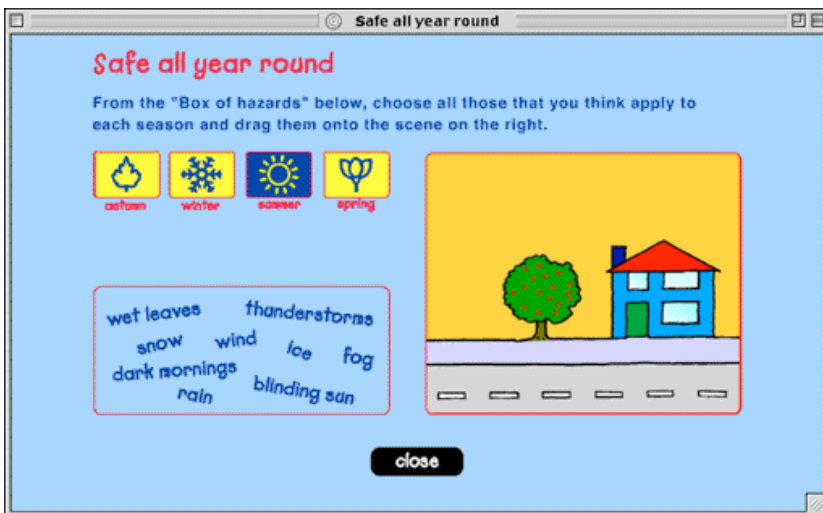 Safe all year round
Safe all year round
From the "Box of hazards" below, choose all those that you think apply to
each season and drag them onto the scene on the right.
autumn winter summer spring
wet leaves thunderstorms
snow wind ice fog
dark mornings
rain blinding sun
close